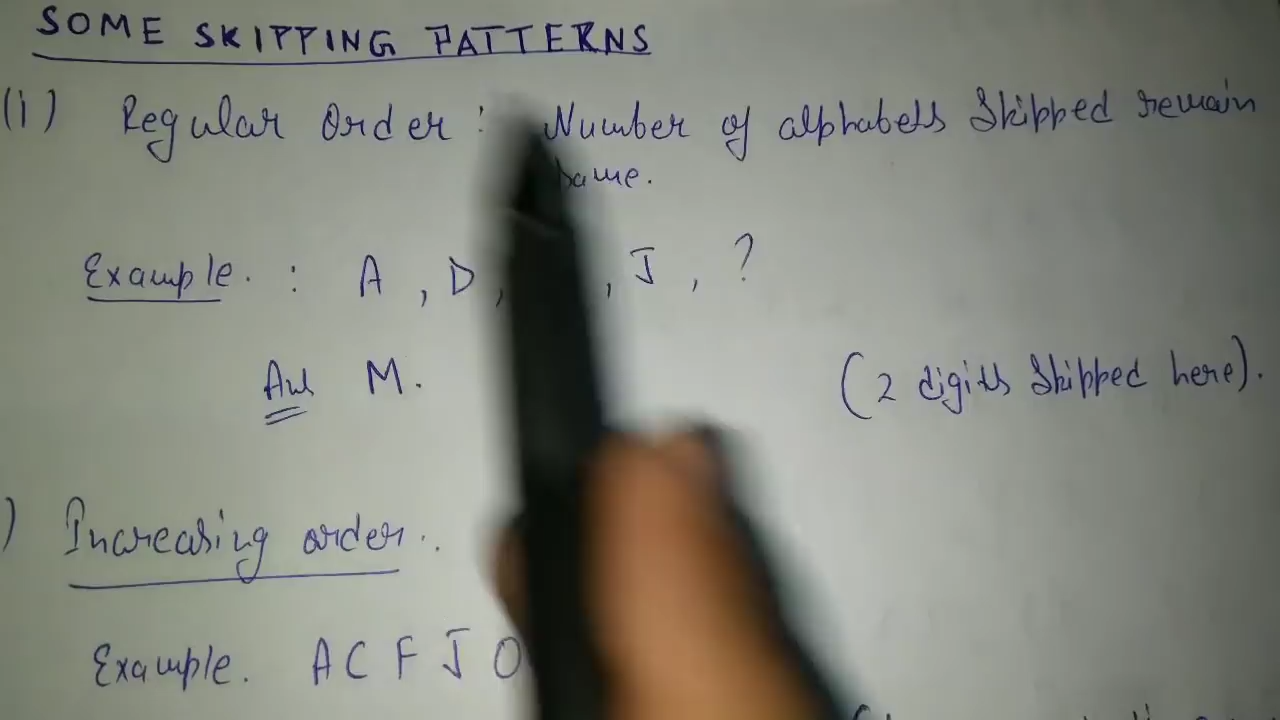 SOME SKIPPING PATTERNS
(i) Regular Order : Number of alphabets Skipped remain
same.
Example. : A , D, , J , ?
Ans M. (2 digits Skipped here).
) Increasing order..
Example. A C F J O